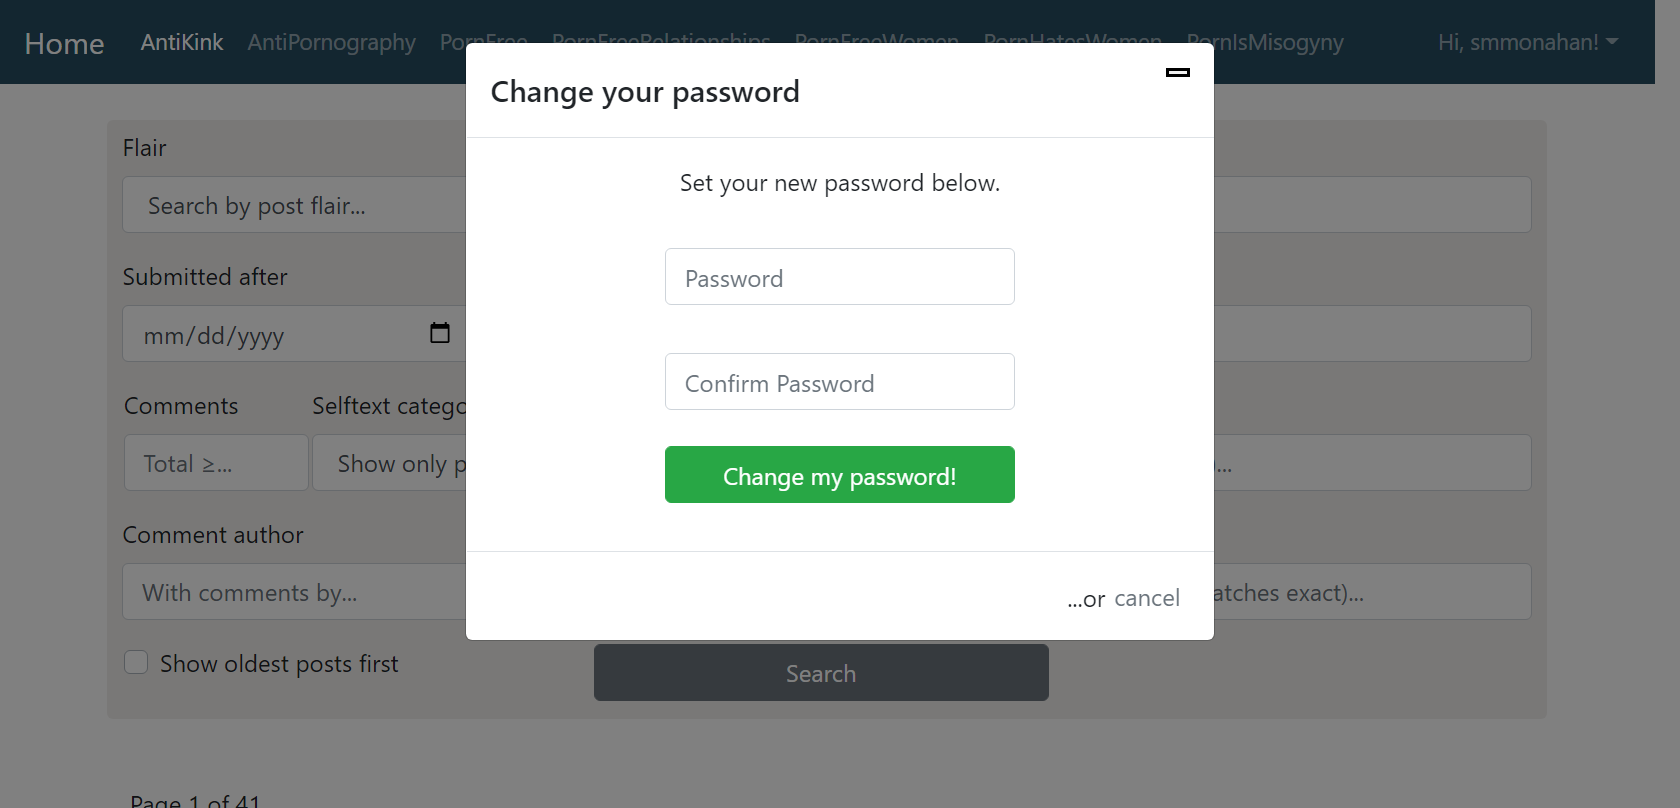 Home AntiKink AntiPornography PornFree PornFreeRelationships PornFreeWomen PornHatesWomen PornIsMisogyny Hi, smmonahan!
Change your password
Set your new password below.
Password
Confirm Password
Change my password!
...or cancel
Flair
Search by post flair...
Submitted after
mm/dd/yyyy
Comments Selftext catego
Total ≥... Show only p ...
Comment author
With comments by... atches exact)...
Show oldest posts first
Search
Page 1 of 41